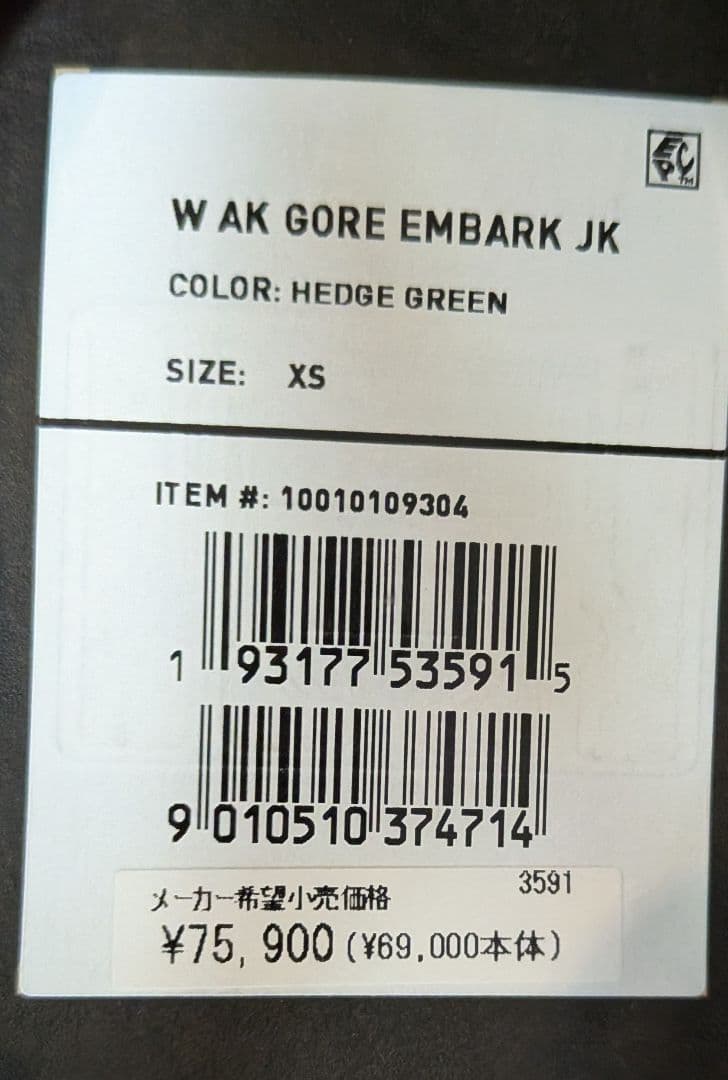 EPC™
W AK GORE EMBARK JK
COLOR: HEDGE GREEN
SIZE: XS
ITEM #: 10010109304
1 93177 53591 5
9 010510 374714
3591
メーカー希望小売価格
¥75,900(¥69,000本体)